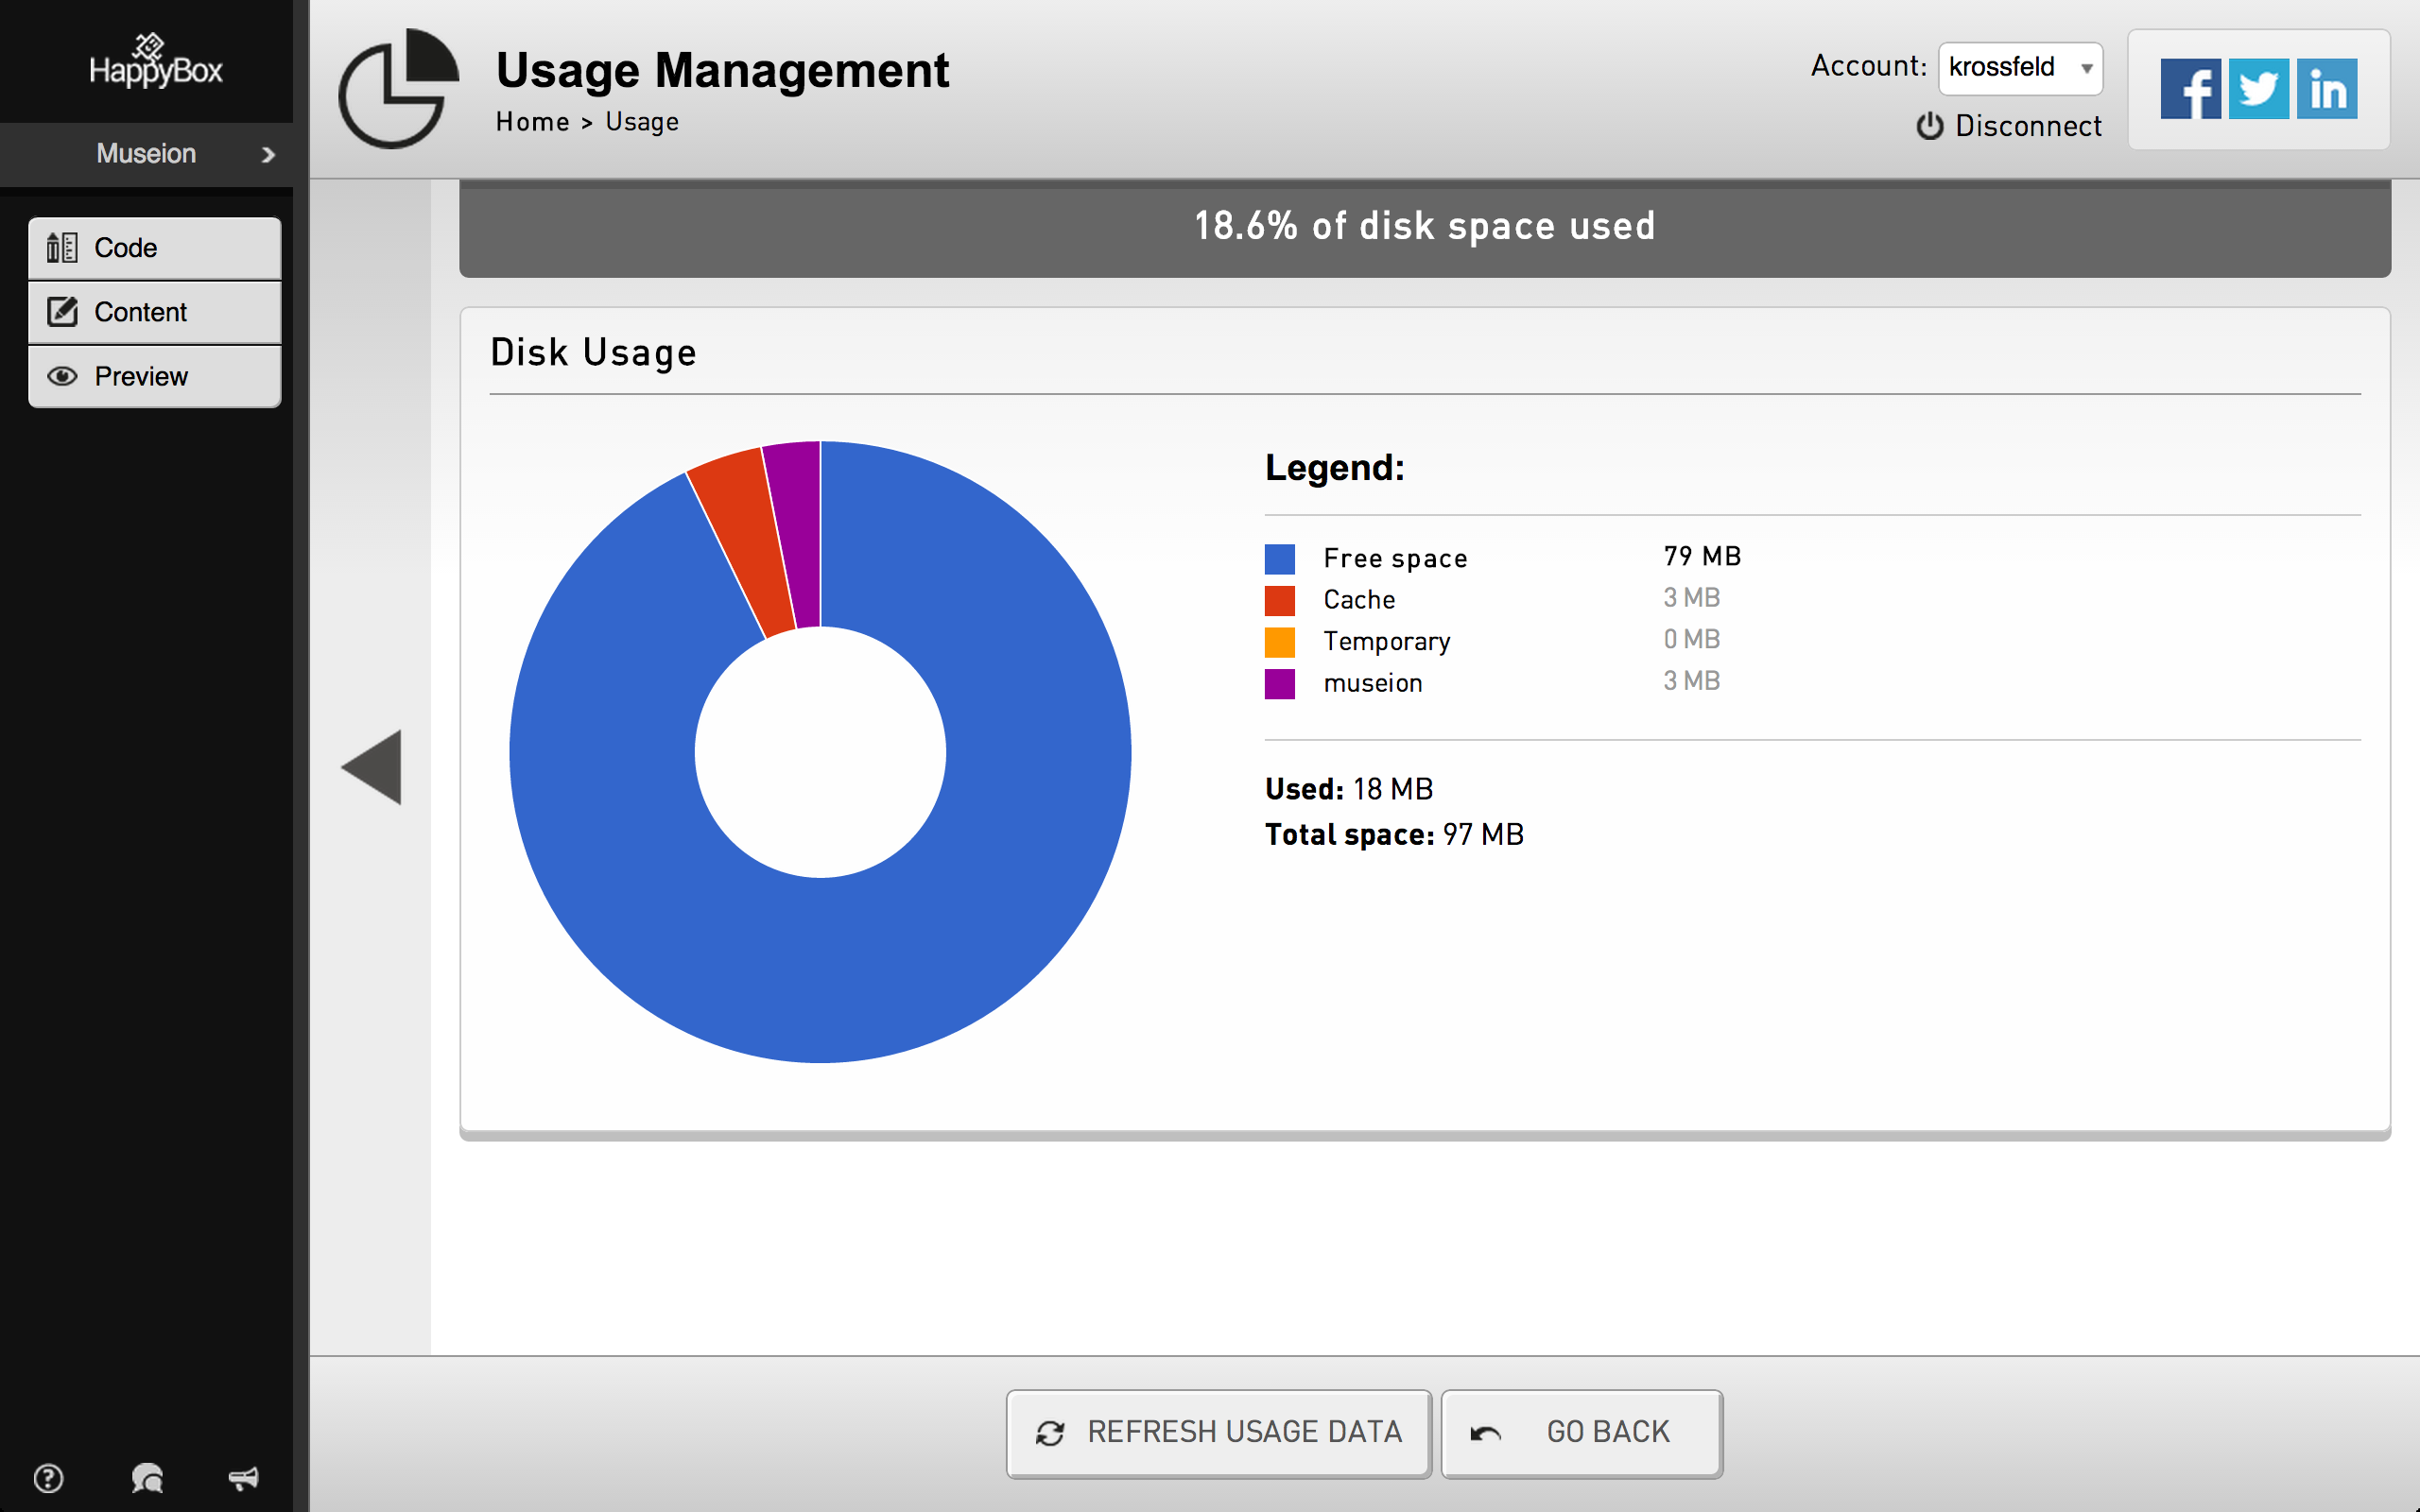 HappyBox
Museion
Code
Content
Preview
Usage Management
Home > Usage
Account: krossfeld
Disconnect
18.6% of disk space used
Disk Usage
Legend:
Free space 79 MB
Cache 3 MB
Temporary 0 MB
museion 3 MB
Used: 18 MB
Total space: 97 MB
REFRESH USAGE DATA
GO BACK